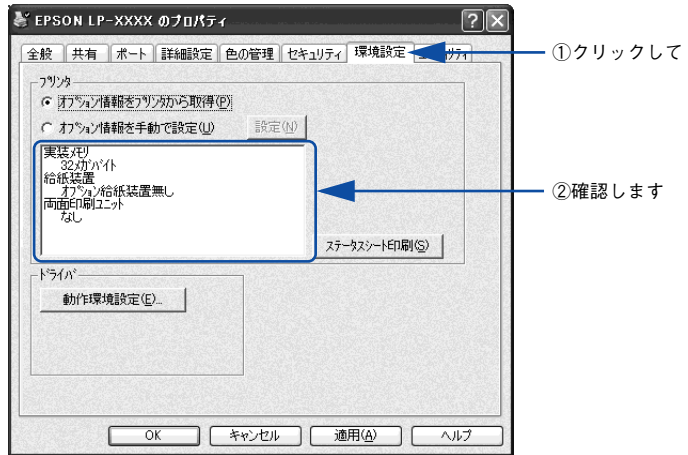 EPSON LP-XXXX のプロパティ
全般 共有 ポート 詳細設定 色の管理 セキュリティ 環境設定
①クリックして
プリンタ
オプション情報をプリンタから取得(P)
オプション情報を手動で設定(U) 設定(N)
実装メモリ
32メガバイト
給紙装置
オプション給紙装置無し
両面印刷ユニット
なし
②確認します
ステータスシート印刷(S)
ドライバ
動作環境設定(E)...
OK キャンセル 適用(A) ヘルプ